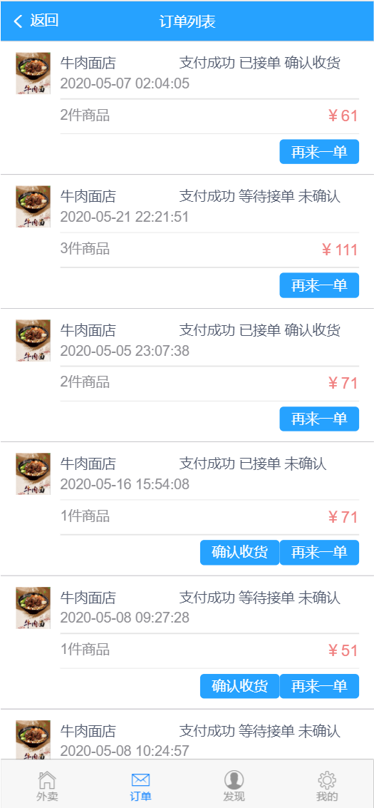 返回 订单列表
牛肉面店 支付成功 已接单 确认收货
2020-05-07 02:04:05
牛肉面
2件商品 ¥61
再来一单
牛肉面店 支付成功 等待接单 未确认
2020-05-21 22:21:51
牛肉面
3件商品 ¥111
再来一单
牛肉面店 支付成功 已接单 确认收货
2020-05-05 23:07:38
牛肉面
2件商品 ¥71
再来一单
牛肉面店 支付成功 已接单 未确认
2020-05-16 15:54:08
牛肉面
1件商品 ¥71
确认收货 再来一单
牛肉面店 支付成功 等待接单 未确认
2020-05-08 09:27:28
牛肉面
1件商品 ¥51
确认收货 再来一单
牛肉面店 支付成功 等待接单 未确认
2020-05-08 10:24:57
外卖 订单 发现 我的